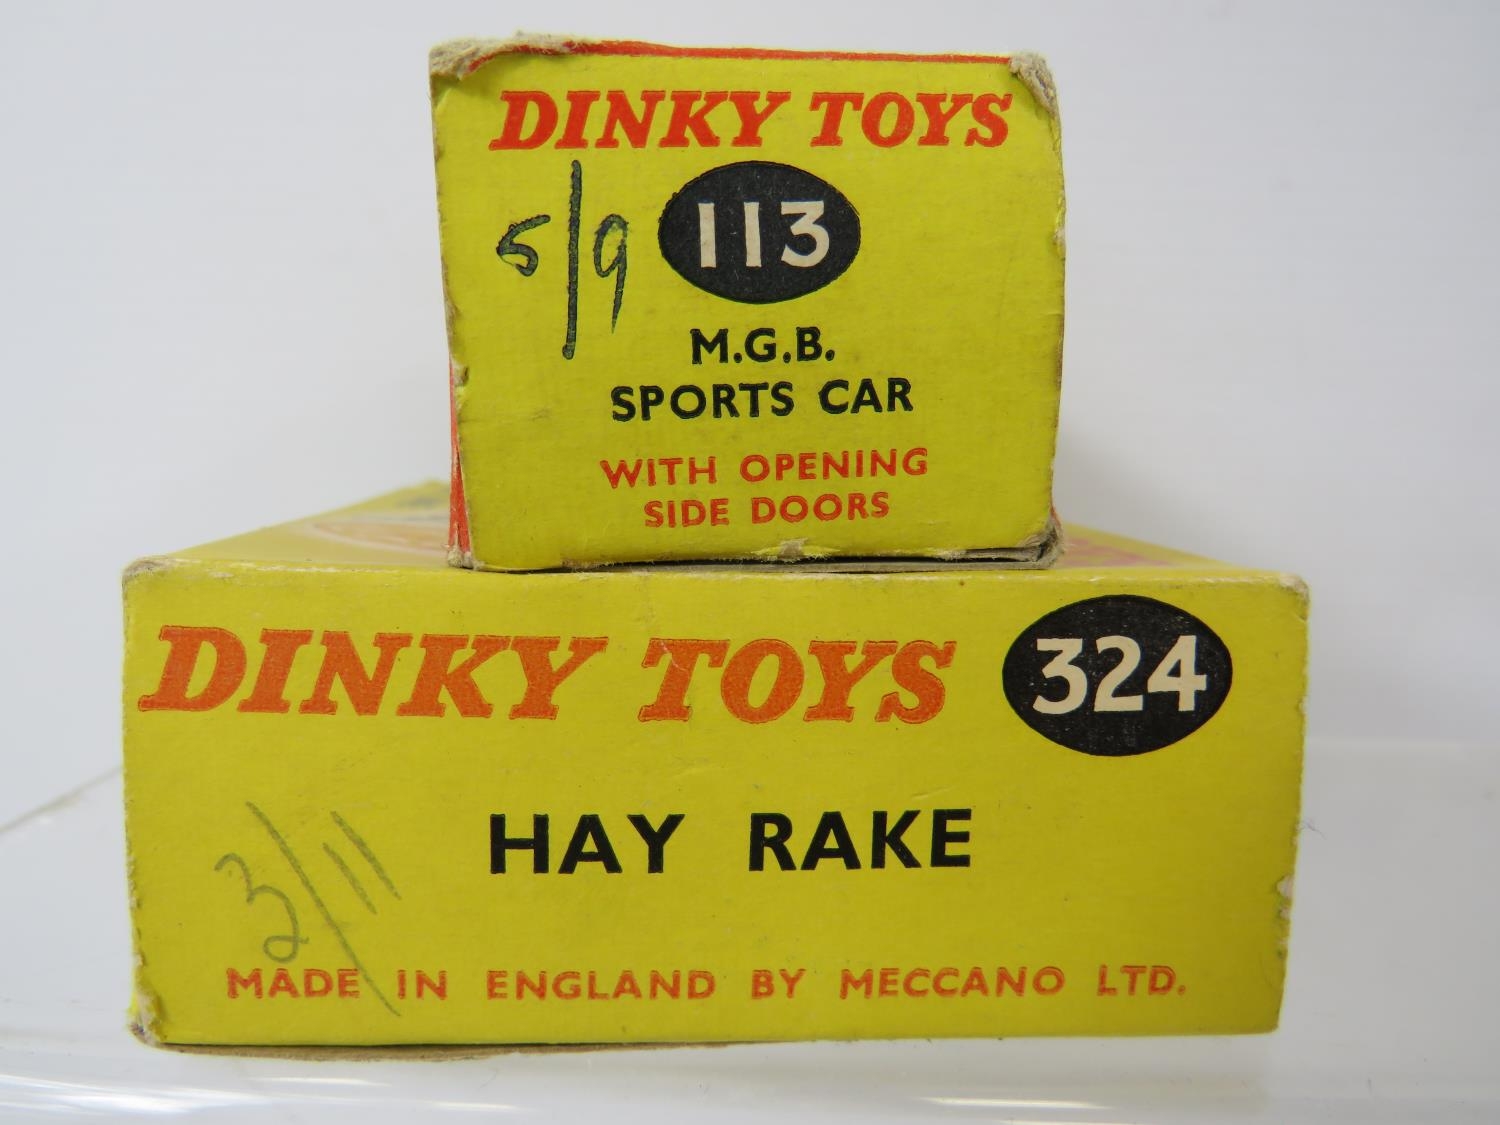 DINKY TOYS
5/9
113
M.G.B.
SPORTS CAR
WITH OPENING
SIDE DOORS
DINKY TOYS 324
HAY RAKE
3/11
MADE IN ENGLAND BY MECCANO LTD.